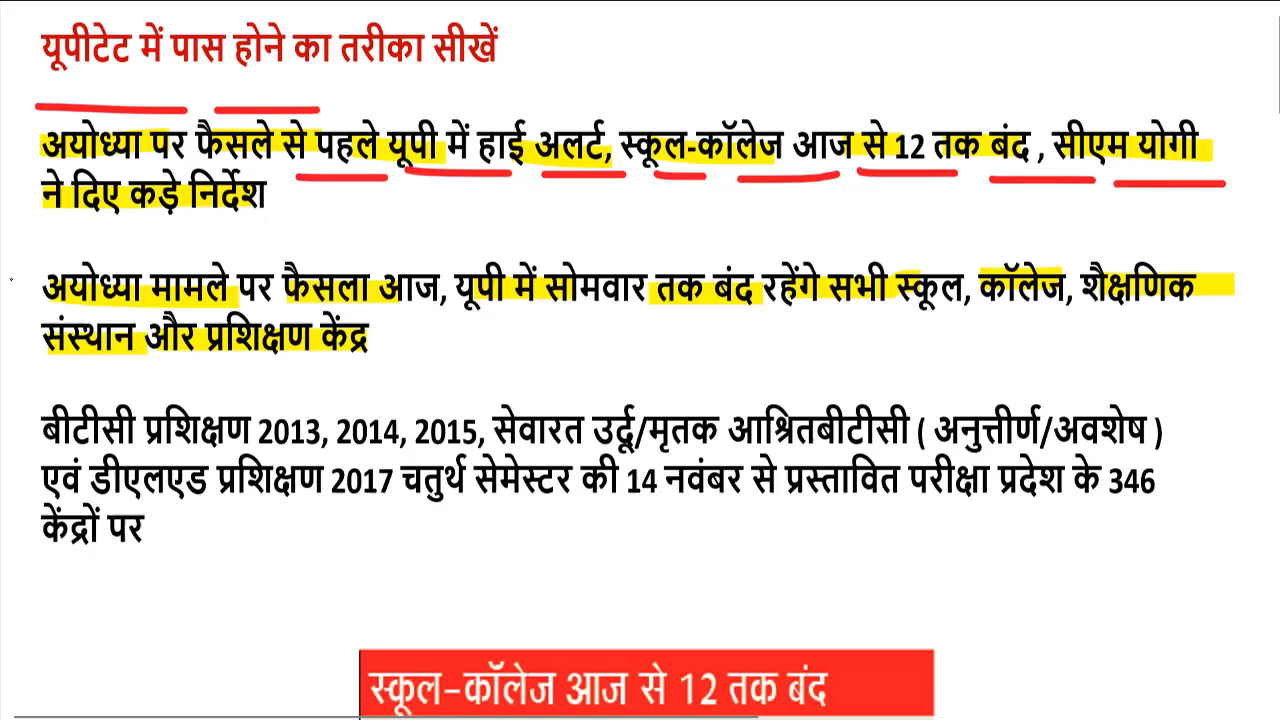 यूपीटेट में पास होने का तरीका सीखें
अयोध्या पर फैसले से पहले यूपी में हाई अलर्ट, स्कूल-कॉलेज आज से 12 तक बंद , सीएम योगी
ने दिए कड़े निर्देश
अयोध्या मामले पर फैसला आज, यूपी में सोमवार तक बंद रहेंगे सभी स्कूल, कॉलेज, शैक्षणिक
संस्थान और प्रशिक्षण केंद्र
बीटीसी प्रशिक्षण 2013, 2014, 2015, सेवारत उर्दू/मृतक आश्रितबीटीसी ( अनुत्तीर्ण/अवशेष )
एवं डीएलएड प्रशिक्षण 2017 चतुर्थ सेमेस्टर की 14 नवंबर से प्रस्तावित परीक्षा प्रदेश के 346
केंद्रों पर
स्कूल-कॉलेज आज से 12 तक बंद